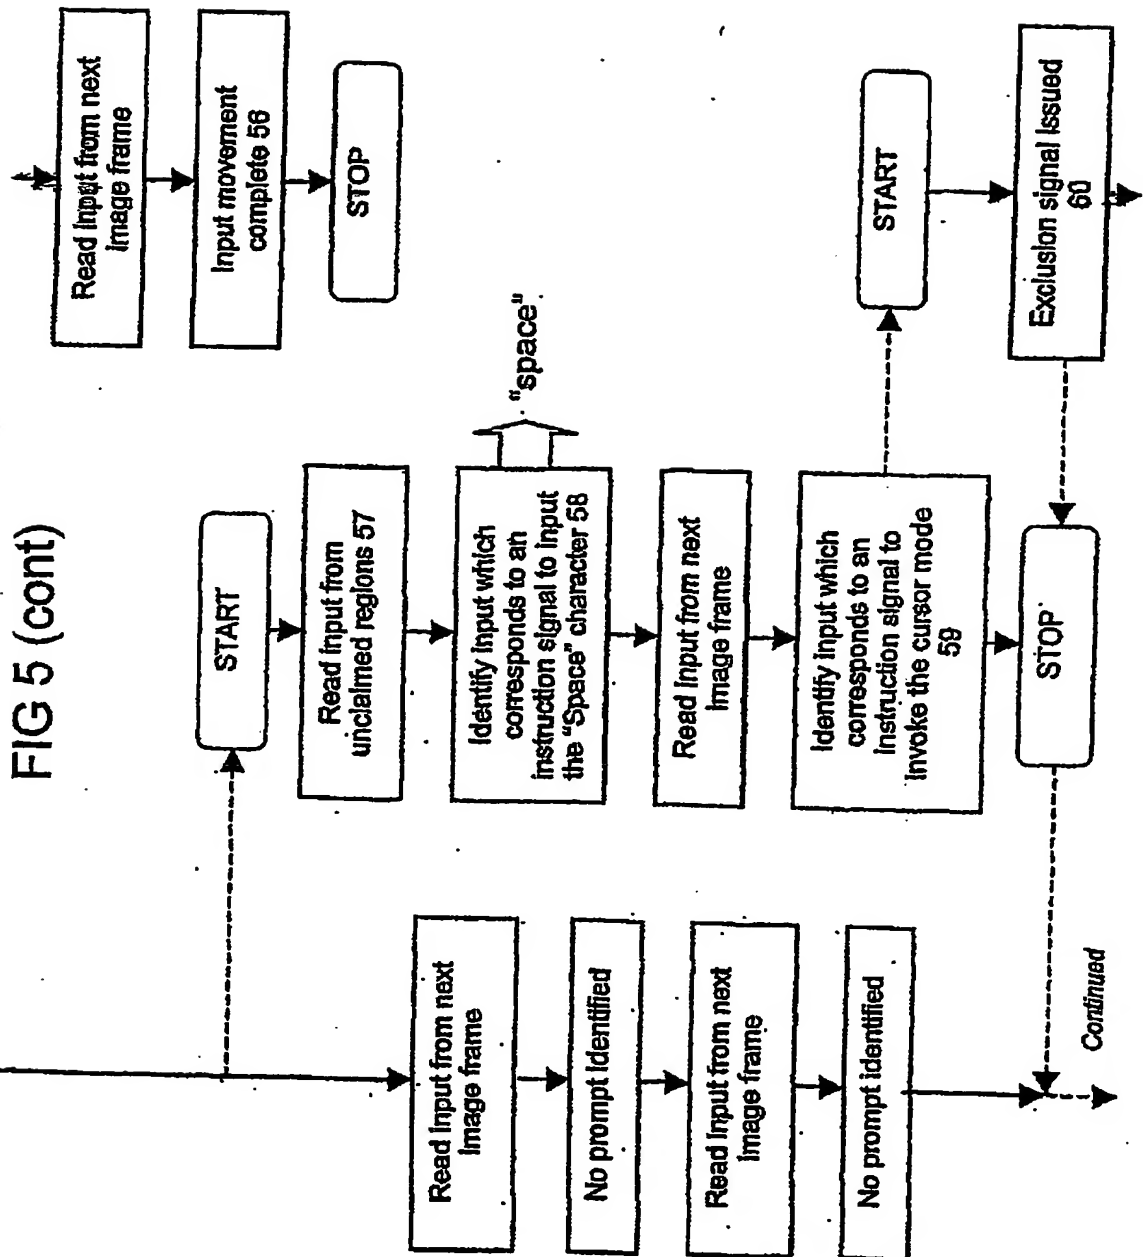 FIG 5 (cont)
Read Input from next
Image frame
No prompt Identified
Read Input from next
Image frame
No prompt identified
Continued
START
Read Input from
unclaimed regions 57
Identify Input which
corresponds to an
instruction signal to Input
the "Space" character 58
"space"
Read Input from next
Image frame
Identify Input which
corresponds to an
Instruction signal to
Invoke the cursor mode
59
STOP
Read Input from next
Image frame
Input movement
complete 56
STOP
START
Exclusion signal Issued
60